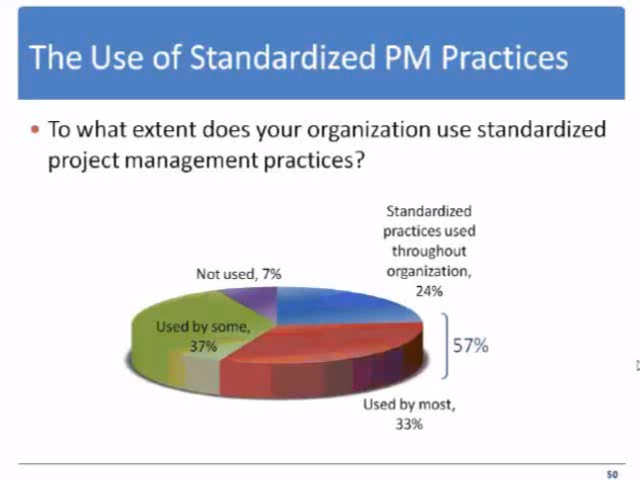 The Use of Standardized PM Practices
• To what extent does your organization use standardized
project management practices?
Standardized
practices used
throughout
organization,
24%
Not used, 7%
Used by some,
37%
57%
Used by most,
33%
50